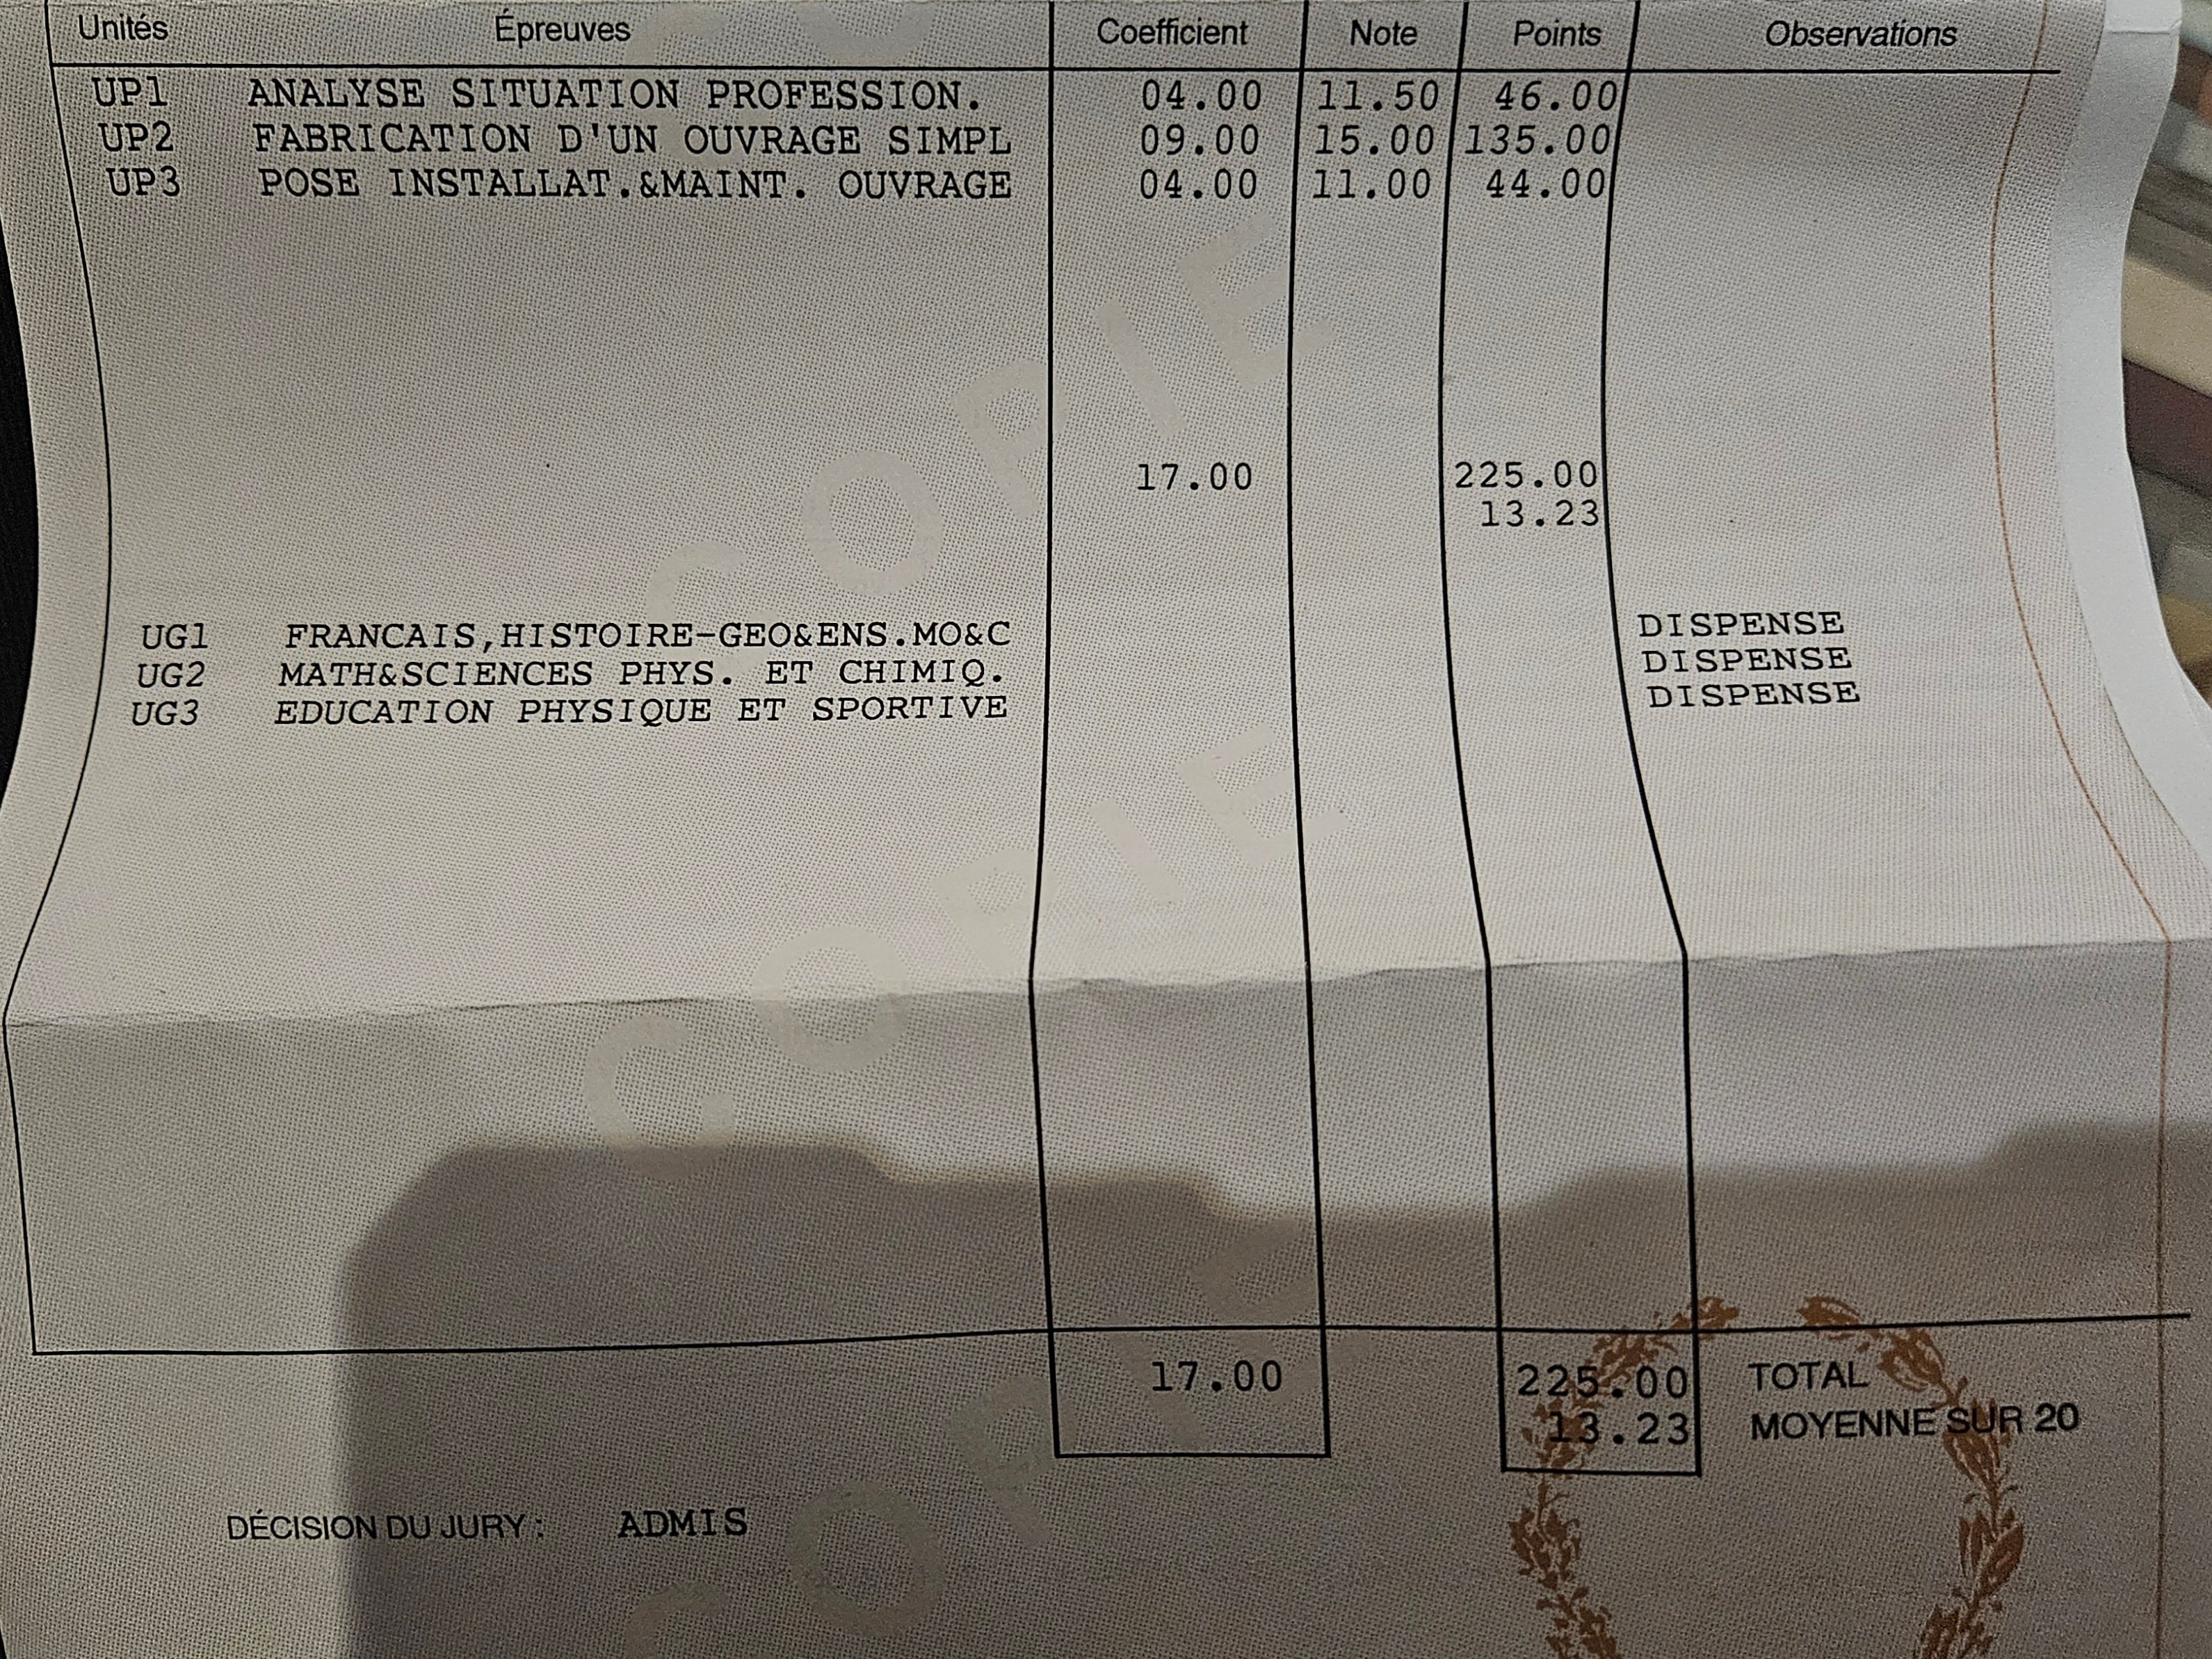 Unités Épreuves Coefficient Note Points Observations
UP1 ANALYSE SITUATION PROFESSION. 04.00 11.50 46.00
UP2 FABRICATION D'UN OUVRAGE SIMPL 09.00 15.00 135.00
UP3 POSE INSTALLAT.&MAINT. OUVRAGE 04.00 11.00 44.00
COPIE
17.00 225.00
13.23
UG1 FRANCAIS,HISTOIRE-GEO&ENS.MO&C DISPENSE
UG2 MATH&SCIENCES PHYS. ET CHIMIQ. DISPENSE
UG3 EDUCATION PHYSIQUE ET SPORTIVE DISPENSE
COPIE
17.00 225.00 TOTAL
13.23 MOYENNE SUR 20
DÉCISION DU JURY : ADMIS
COPIE